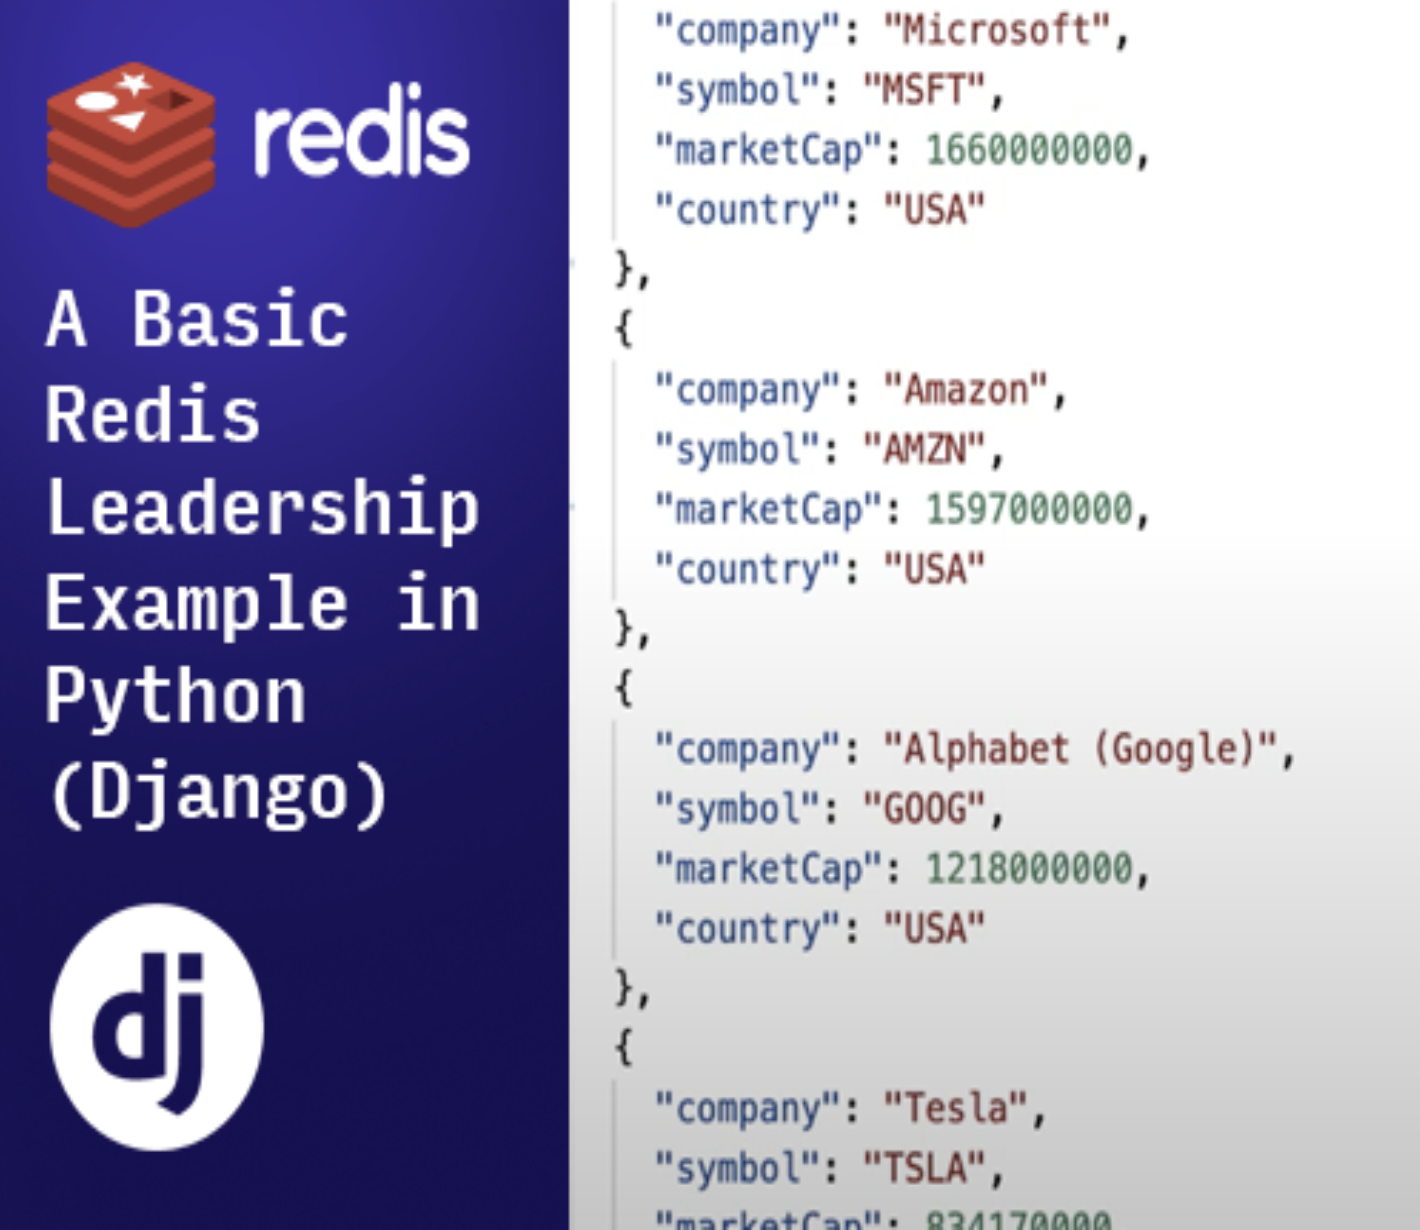 redis
A Basic
Redis
Leadership
Example in
Python
(Django)
dj
"company": "Microsoft",
"symbol": "MSFT",
"marketCap": 1660000000,
"country": "USA"
},
{
"company": "Amazon",
"symbol": "AMZN",
"marketCap": 1597000000,
"country": "USA"
},
{
"company": "Alphabet (Google)",
"symbol": "GOOG",
"marketCap": 1218000000,
"country": "USA"
},
{
"company": "Tesla",
"symbol": "TSLA",
"marketCap": 834170000